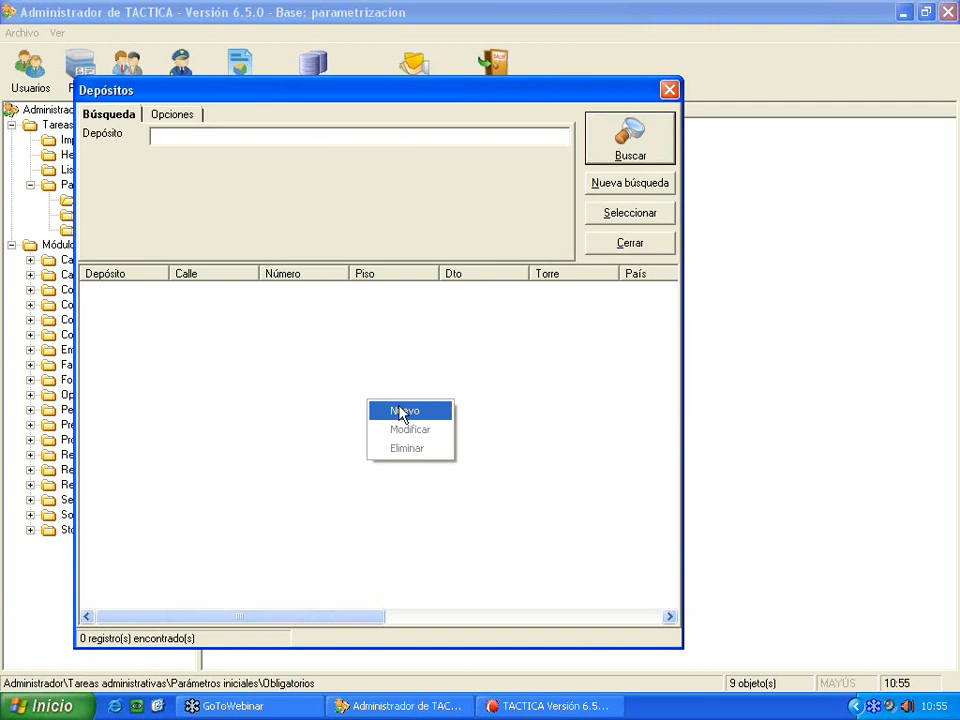 Administrador de TACTICA - Versión 6.5.0 - Base: parametrizacion
Archivo Ver
Usuarios
Depósitos
Búsqueda Opciones
Depósito
Buscar
Nueva búsqueda
Seleccionar
Cerrar
Depósito Calle Número Piso Dto Torre País
Nuevo
Modificar
Eliminar
0 registro(s) encontrado(s)
Administrador\Tareas administrativas\Parámetros iniciales\Obligatorios
9 objeto(s)
MAYÚS
10:55
Inicio
GoToWebinar
Administrador de TAC...
TACTICA Versión 6.5....
10:55